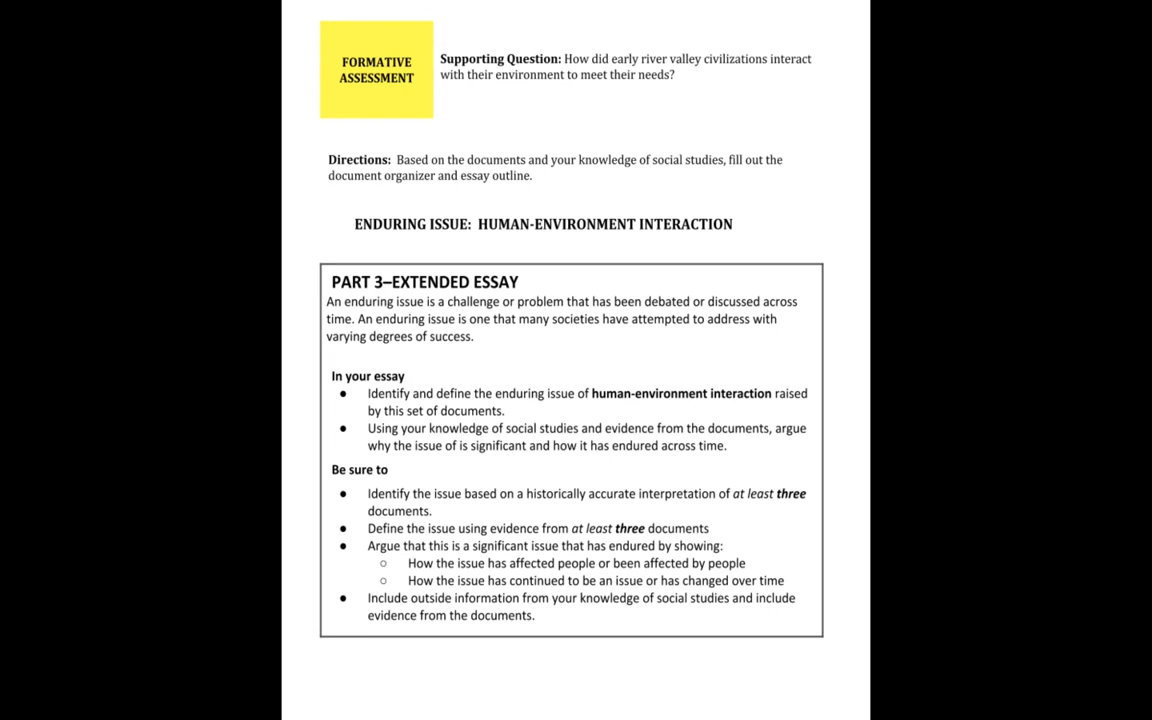 FORMATIVE
ASSESSMENT
Supporting Question: How did early river valley civilizations interact
with their environment to meet their needs?
Directions: Based on the documents and your knowledge of social studies, fill out the
document organizer and essay outline.
ENDURING ISSUE: HUMAN-ENVIRONMENT INTERACTION
PART 3–EXTENDED ESSAY
An enduring issue is a challenge or problem that has been debated or discussed across
time. An enduring issue is one that many societies have attempted to address with
varying degrees of success.
In your essay
● Identify and define the enduring issue of human-environment interaction raised
by this set of documents.
● Using your knowledge of social studies and evidence from the documents, argue
why the issue of is significant and how it has endured across time.
Be sure to
● Identify the issue based on a historically accurate interpretation of at least three
documents.
● Define the issue using evidence from at least three documents
● Argue that this is a significant issue that has endured by showing:
○ How the issue has affected people or been affected by people
○ How the issue has continued to be an issue or has changed over time
● Include outside information from your knowledge of social studies and include
evidence from the documents.